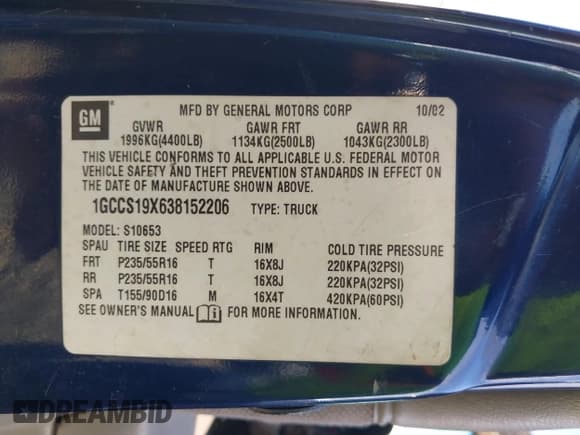 GM
MFD BY GENERAL MOTORS CORP 10/02
GVWR GAWR FRT GAWR RR
1996KG(4400LB) 1134KG(2500LB) 1043KG(2300LB)
THIS VEHICLE CONFORMS TO ALL APPLICABLE U.S. FEDERAL MOTOR
VEHICLE SAFETY AND THEFT PREVENTION STANDARDS IN EFFECT ON
THE DATE OF MANUFACTURE SHOWN ABOVE.
1GCCS19X638152206 TYPE: TRUCK
MODEL: S10653
SPAU TIRE SIZE SPEED RTG RIM COLD TIRE PRESSURE
FRT P235/55R16 T 16X8J 220KPA(32PSI)
RR P235/55R16 T 16X8J 220KPA(32PSI)
SPA T155/90D16 M 16X4T 420KPA(60PSI)
SEE OWNER'S MANUAL FOR MORE INFORMATION.
DREAMBID